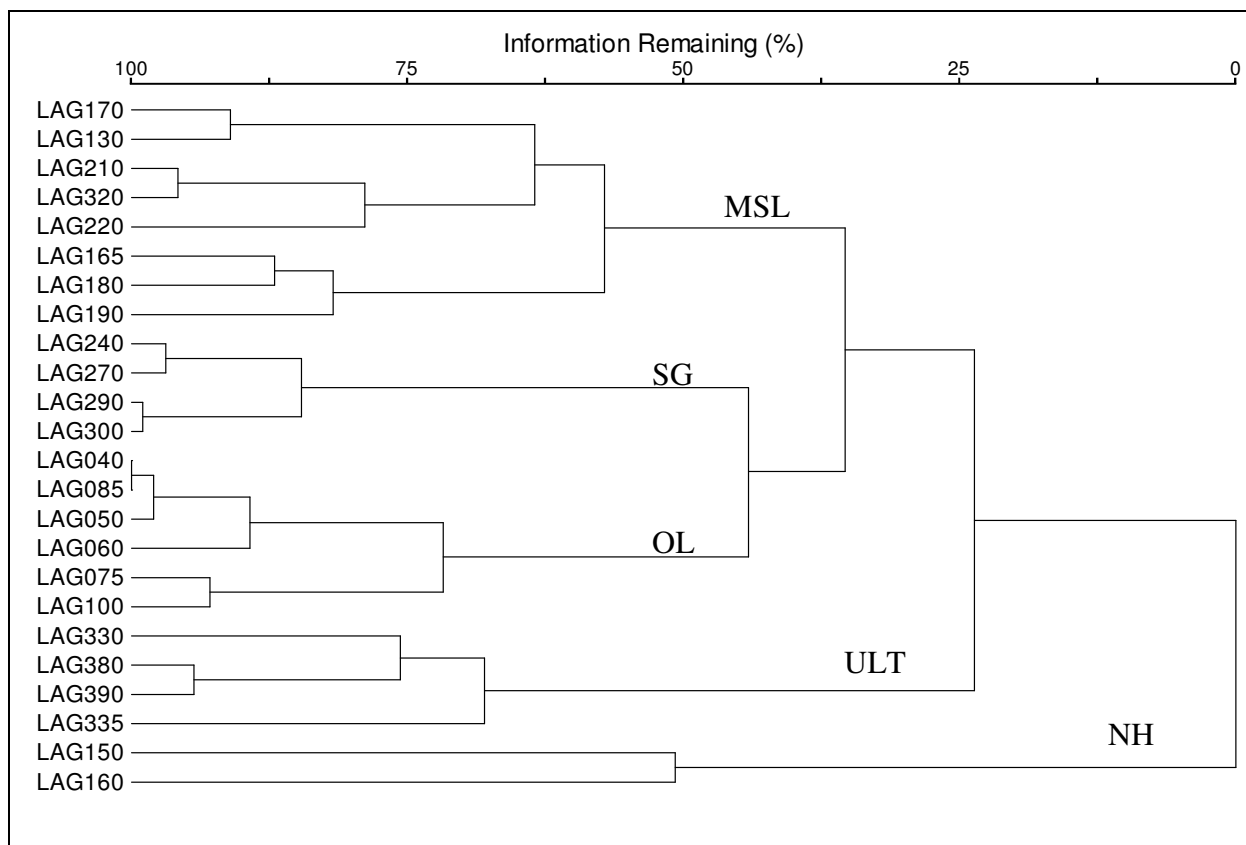 Information Remaining (%)
100 75 50 25 0
LAG170
LAG130
LAG210
LAG320
MSL
LAG220
LAG165
LAG180
LAG190
LAG240
LAG270
SG
LAG290
LAG300
LAG040
LAG085
LAG050
LAG060
OL
LAG075
LAG100
LAG330
LAG380
ULT
LAG390
LAG335
NH
LAG150
LAG160